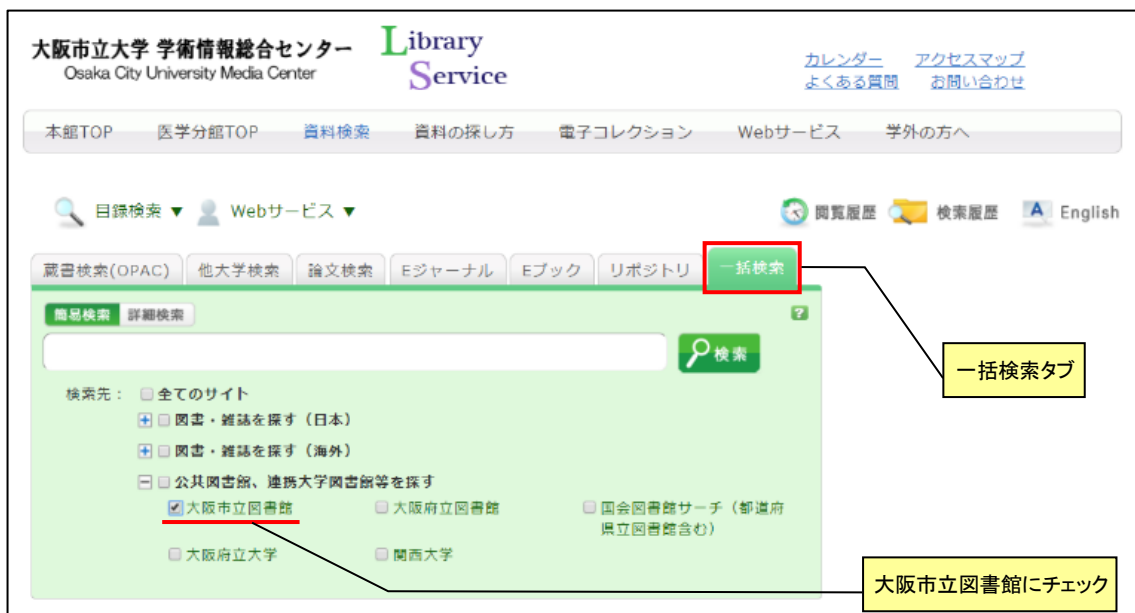 大阪市立大学 学術情報総合センター
Osaka City University Media Center
Library
Service
カレンダー アクセスマップ
よくある質問 お問い合わせ
本館TOP 医学分館TOP 資料検索 資料の探し方 電子コレクション Webサービス 学外の方へ
目録検索 ▼ Webサービス ▼ 閲覧履歴 検索履歴 A English
蔵書検索(OPAC) 他大学検索 論文検索 Eジャーナル Eブック リポジトリ 一括検索
簡易検索 詳細検索 ?
検索
一括検索タブ
検索先： 全てのサイト
図書・雑誌を探す（日本）
図書・雑誌を探す（海外）
公共図書館、連携大学図書館等を探す
大阪市立図書館 大阪府立図書館 国会図書館サーチ（都道府
県立図書館含む）
大阪府立大学 関西大学
大阪市立図書館にチェック